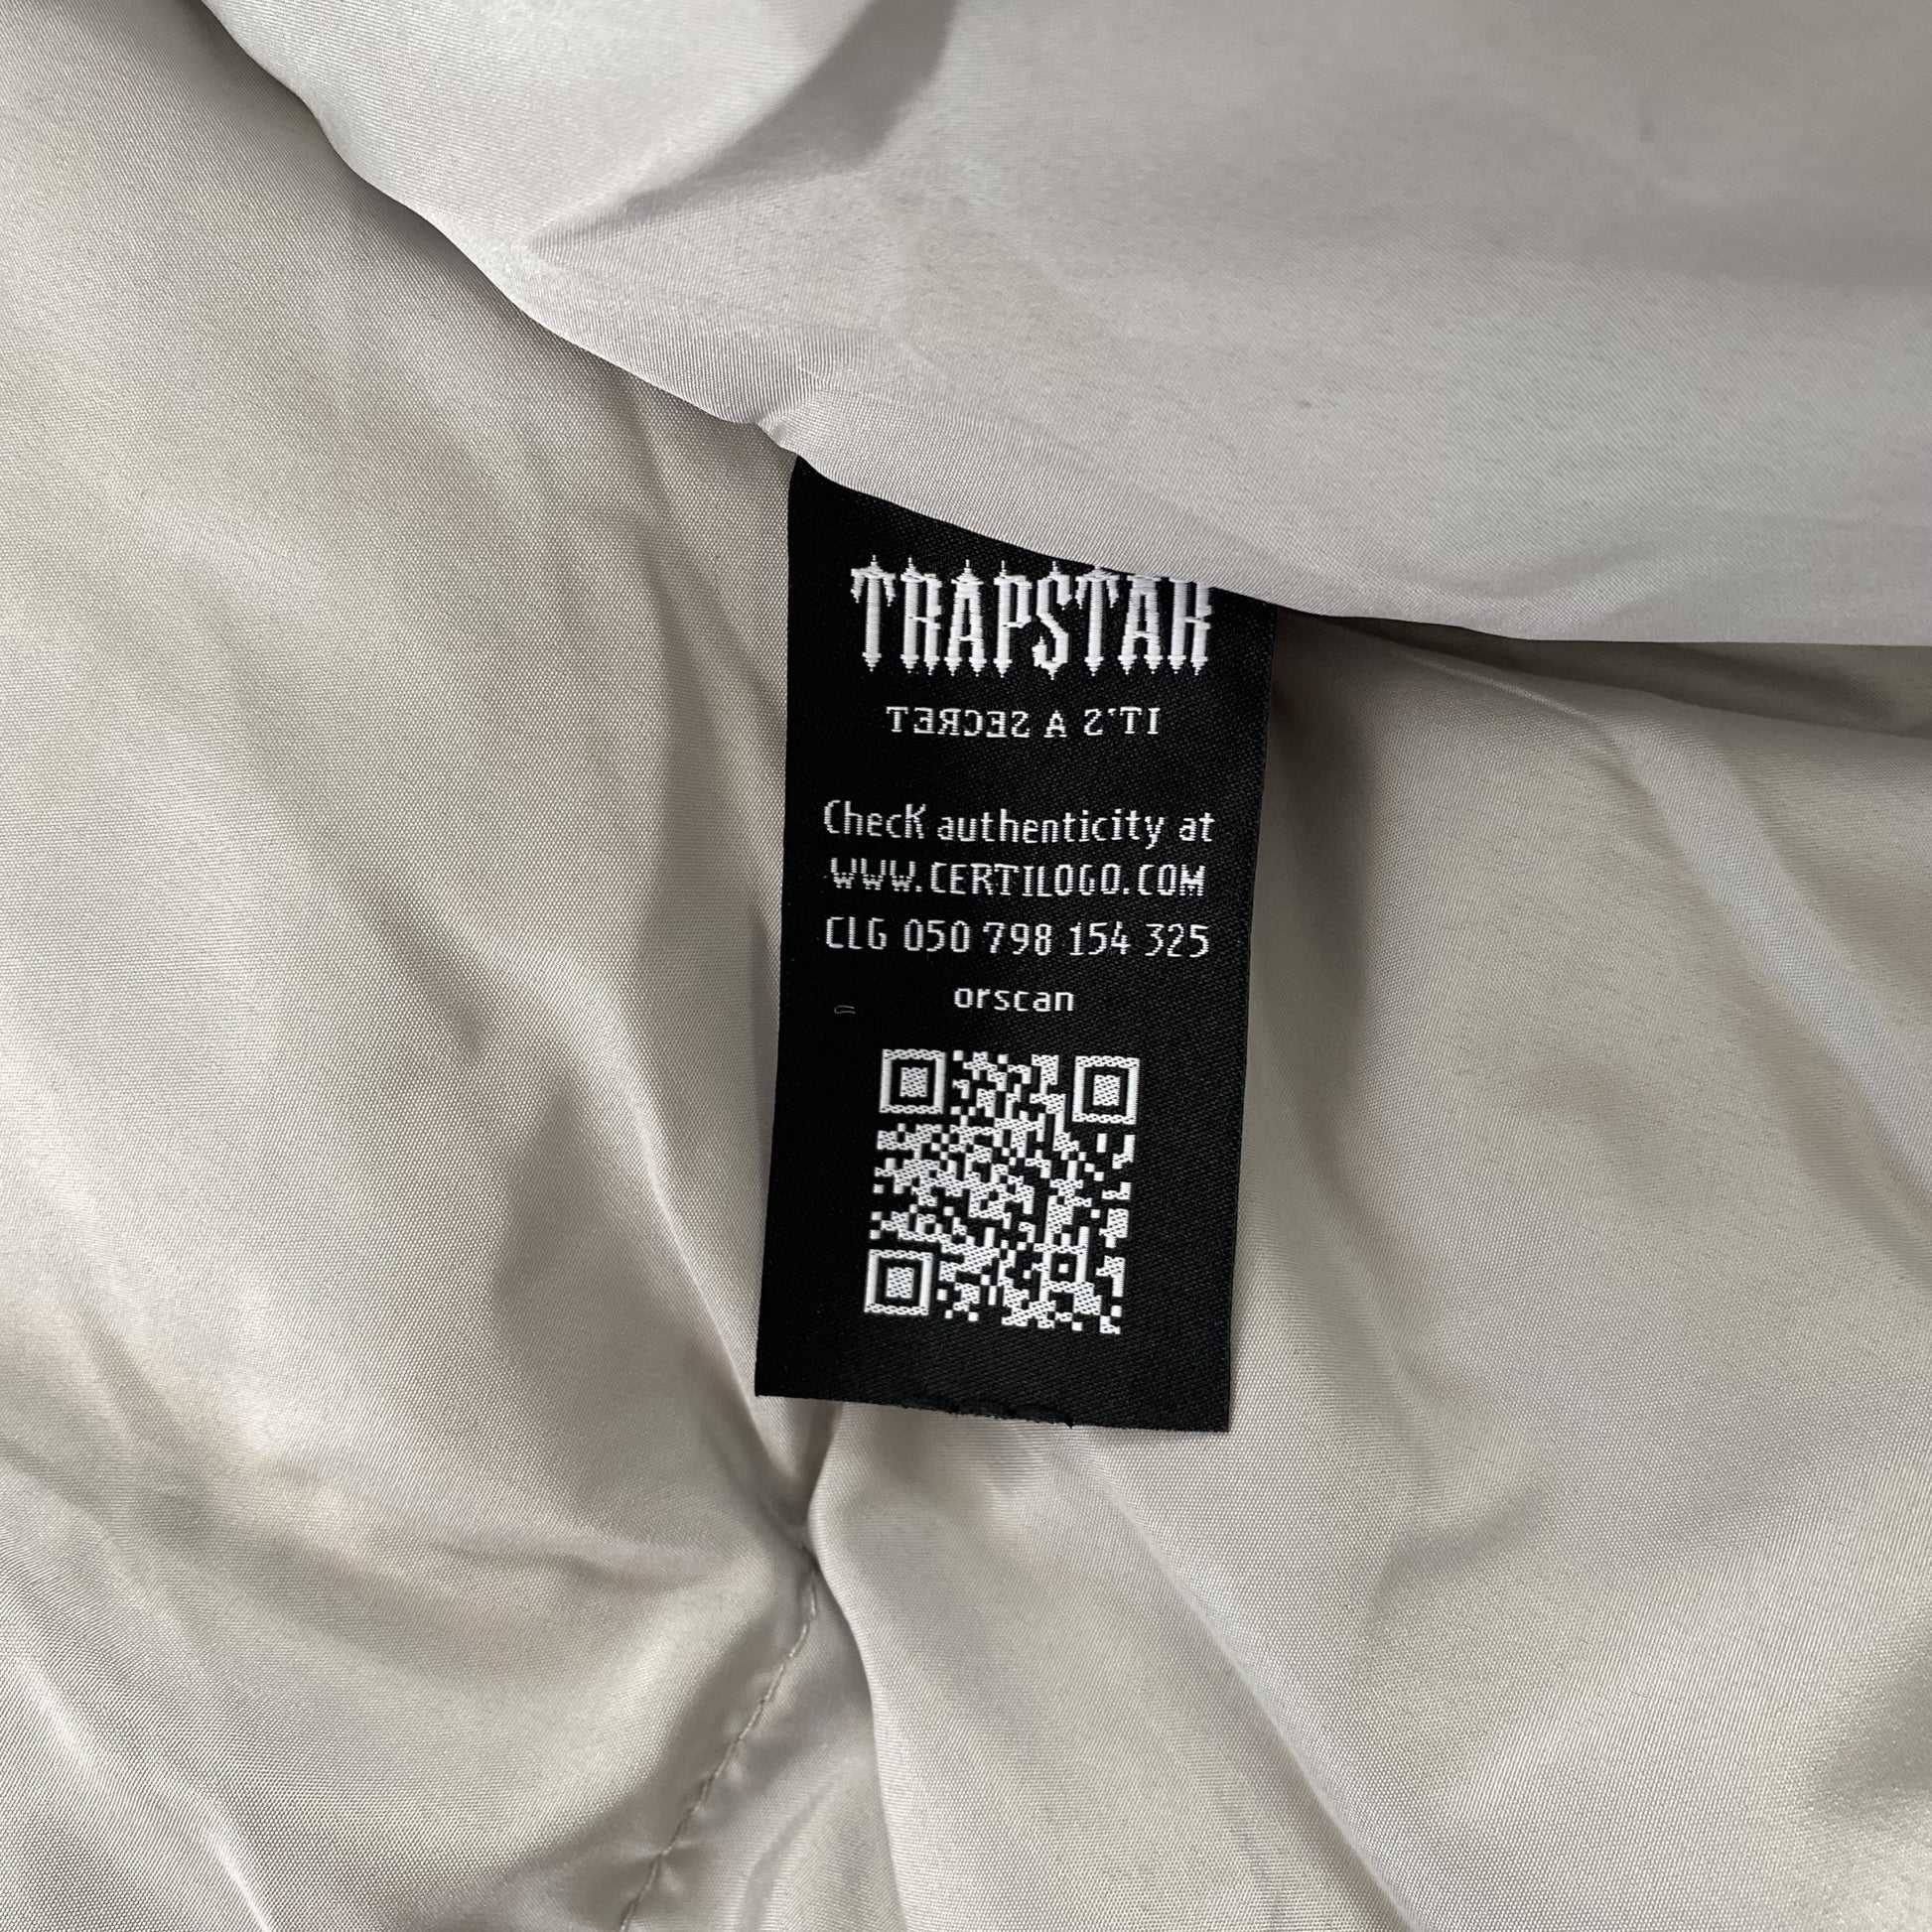 TRAPSTAR
IT'S A SECRET
Check authenticity at
WWW.CERTILOGO.COM
CLG 050 798 154 325
orscan